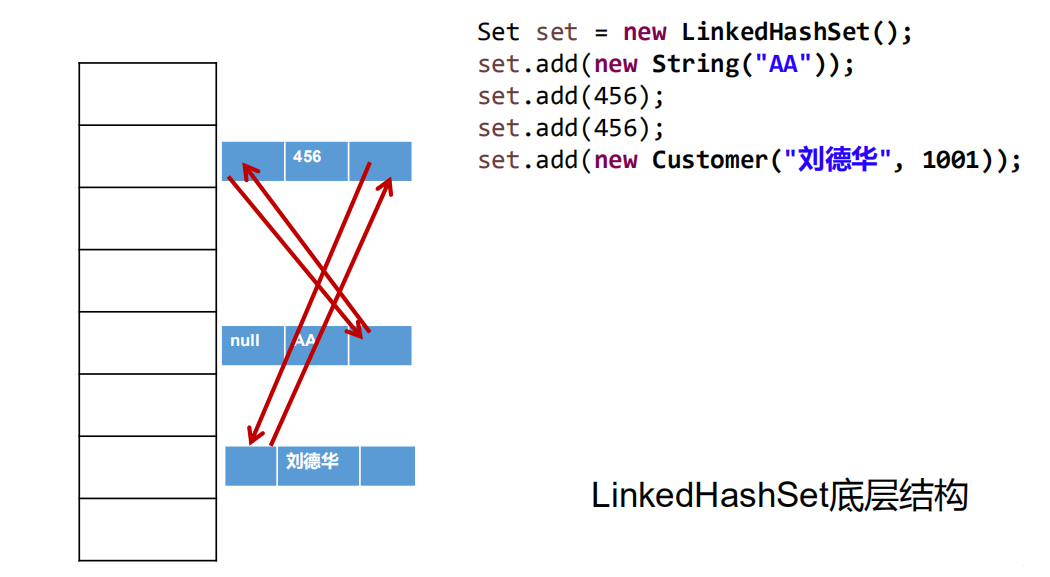 Set set = new LinkedHashSet();
set.add(new String("AA"));
set.add(456);
set.add(456);
set.add(new Customer("刘德华", 1001));
456
null AA
刘德华
LinkedHashSet底层结构